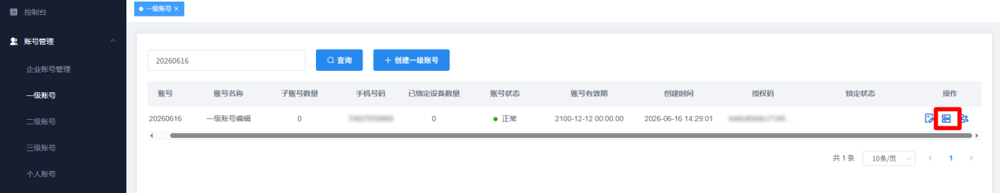 控制台
一级账号 ×
账号管理
企业账号管理
一级账号
二级账号
三级账号
个人账号
20260616
查询
+ 创建一级账号
账号 账号名称 子账号数量 手机号码 已绑定设备数量 账号状态 账号有效期 创建时间 授权码 锁定状态 操作
20260616 一级账号编辑 0 0 正常 2100-12-12 00:00:00 2026-06-16 14:29:01
共 1 条 10条/页 1